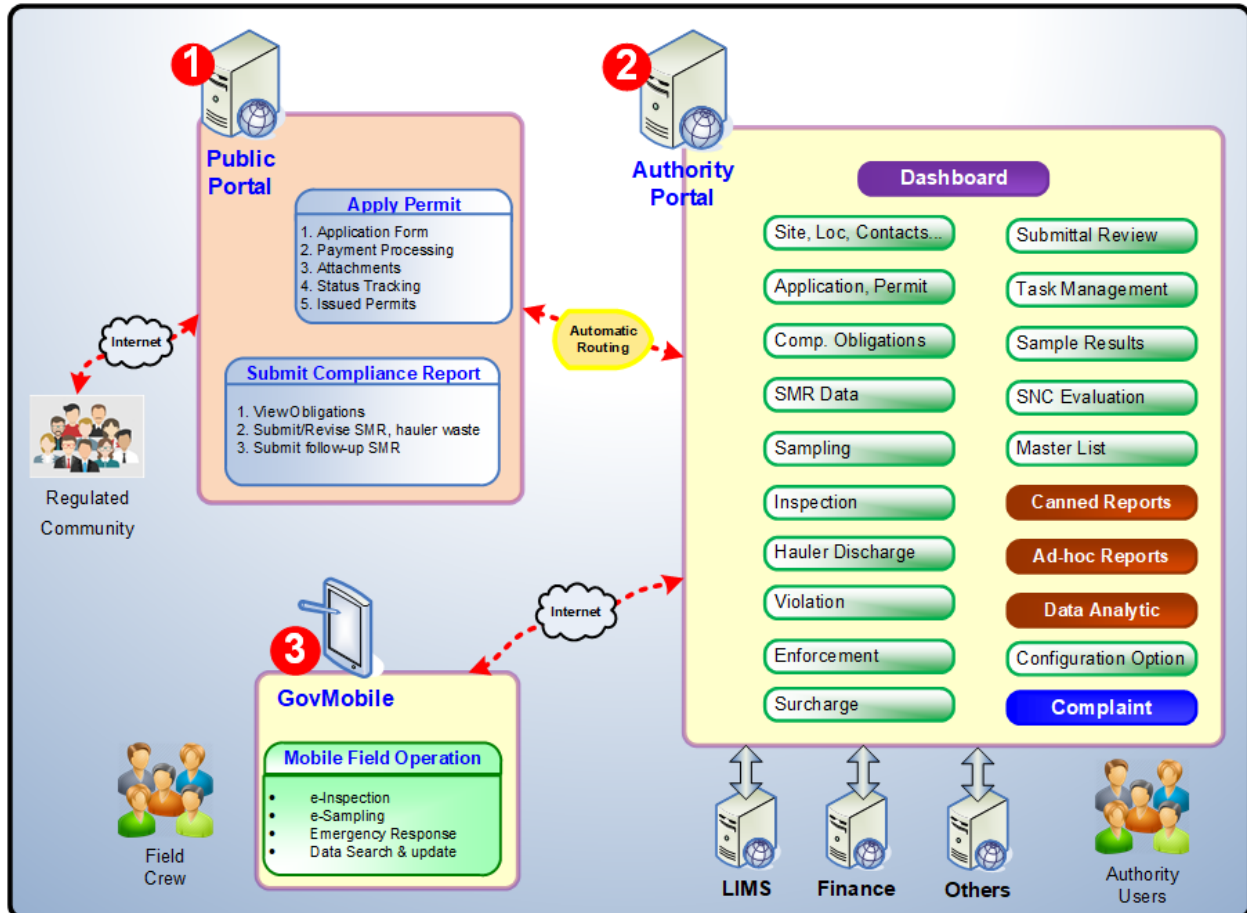 1
Public
Portal
Apply Permit
1. Application Form
2. Payment Processing
3. Attachments
4. Status Tracking
5. Issued Permits
Submit Compliance Report
1. ViewObligations
2. Submit/Revise SMR, hauler waste
3. Submit follow-up SMR
Internet
Regulated
Community
Automatic
Routing
2
Authority
Portal
Dashboard
Site, Loc, Contacts...
Application, Permit
Comp. Obligations
SMR Data
Sampling
Inspection
Hauler Discharge
Violation
Enforcement
Surcharge
Submittal Review
Task Management
Sample Results
SNC Evaluation
Master List
Canned Reports
Ad-hoc Reports
Data Analytic
Configuration Option
Complaint
Internet
3
GovMobile
Mobile Field Operation
• e-Inspection
• e-Sampling
• Emergency Response
• Data Search & update
Field
Crew
LIMS
Finance
Others
Authority
Users